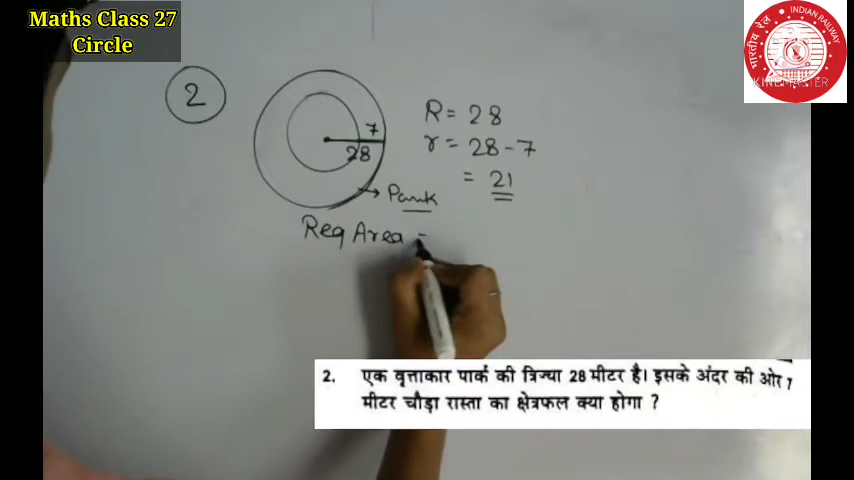 Maths Class 27
Circle
भारतीय रेल
INDIAN RAILWAY
KINEMASTER
2
7
28
R = 28
r = 28 - 7
= 21
Park
Req Area =
2. एक वृत्ताकार पार्क की त्रिज्या 28 मीटर है। इसके अंदर की ओर 7
मीटर चौड़ा रास्ता का क्षेत्रफल क्या होगा ?